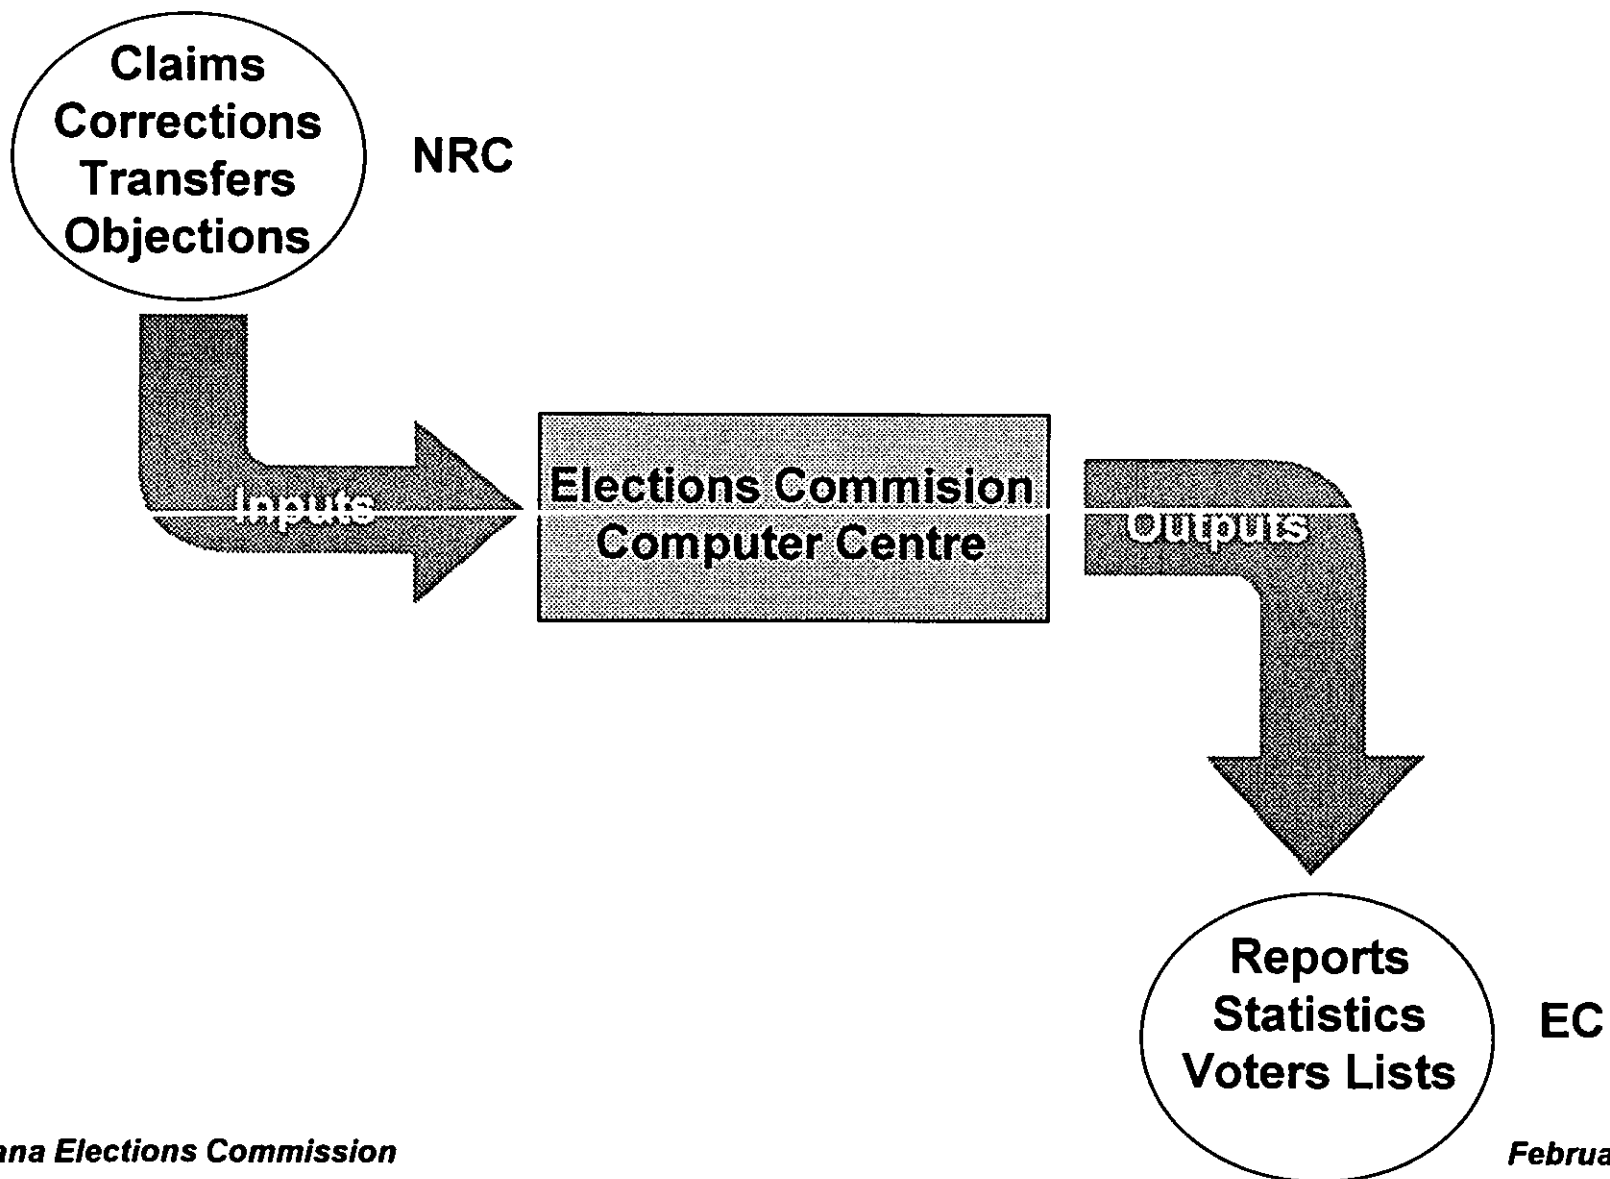 Claims
Corrections
Transfers
Objections
NRC
Inputs
Elections Commision
Computer Centre
Outputs
Reports
Statistics
Voters Lists
EC
ana Elections Commission
Februa